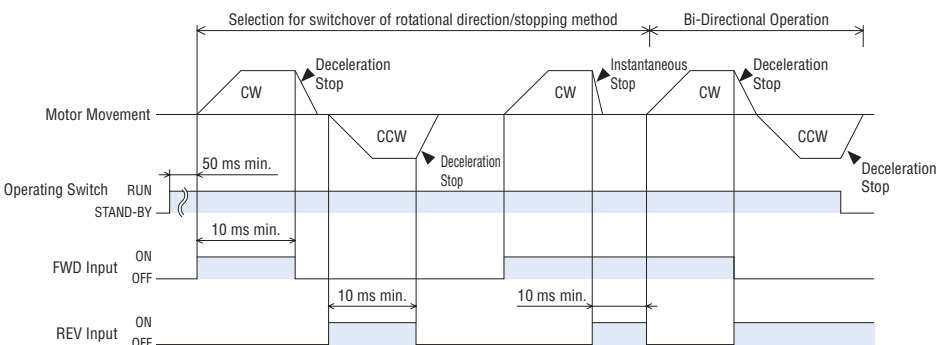 Selection for switchover of rotational direction/stopping method
Bi-Directional Operation
Deceleration
Stop
Instantaneous
Stop
Deceleration
Stop
CW
CW
CW
Motor Movement
CCW
CCW
Deceleration
Stop
Deceleration
Stop
50 ms min.
Operating Switch
RUN
STAND-BY
10 ms min.
FWD Input
ON
OFF
10 ms min.
10 ms min.
REV Input
ON
OFF